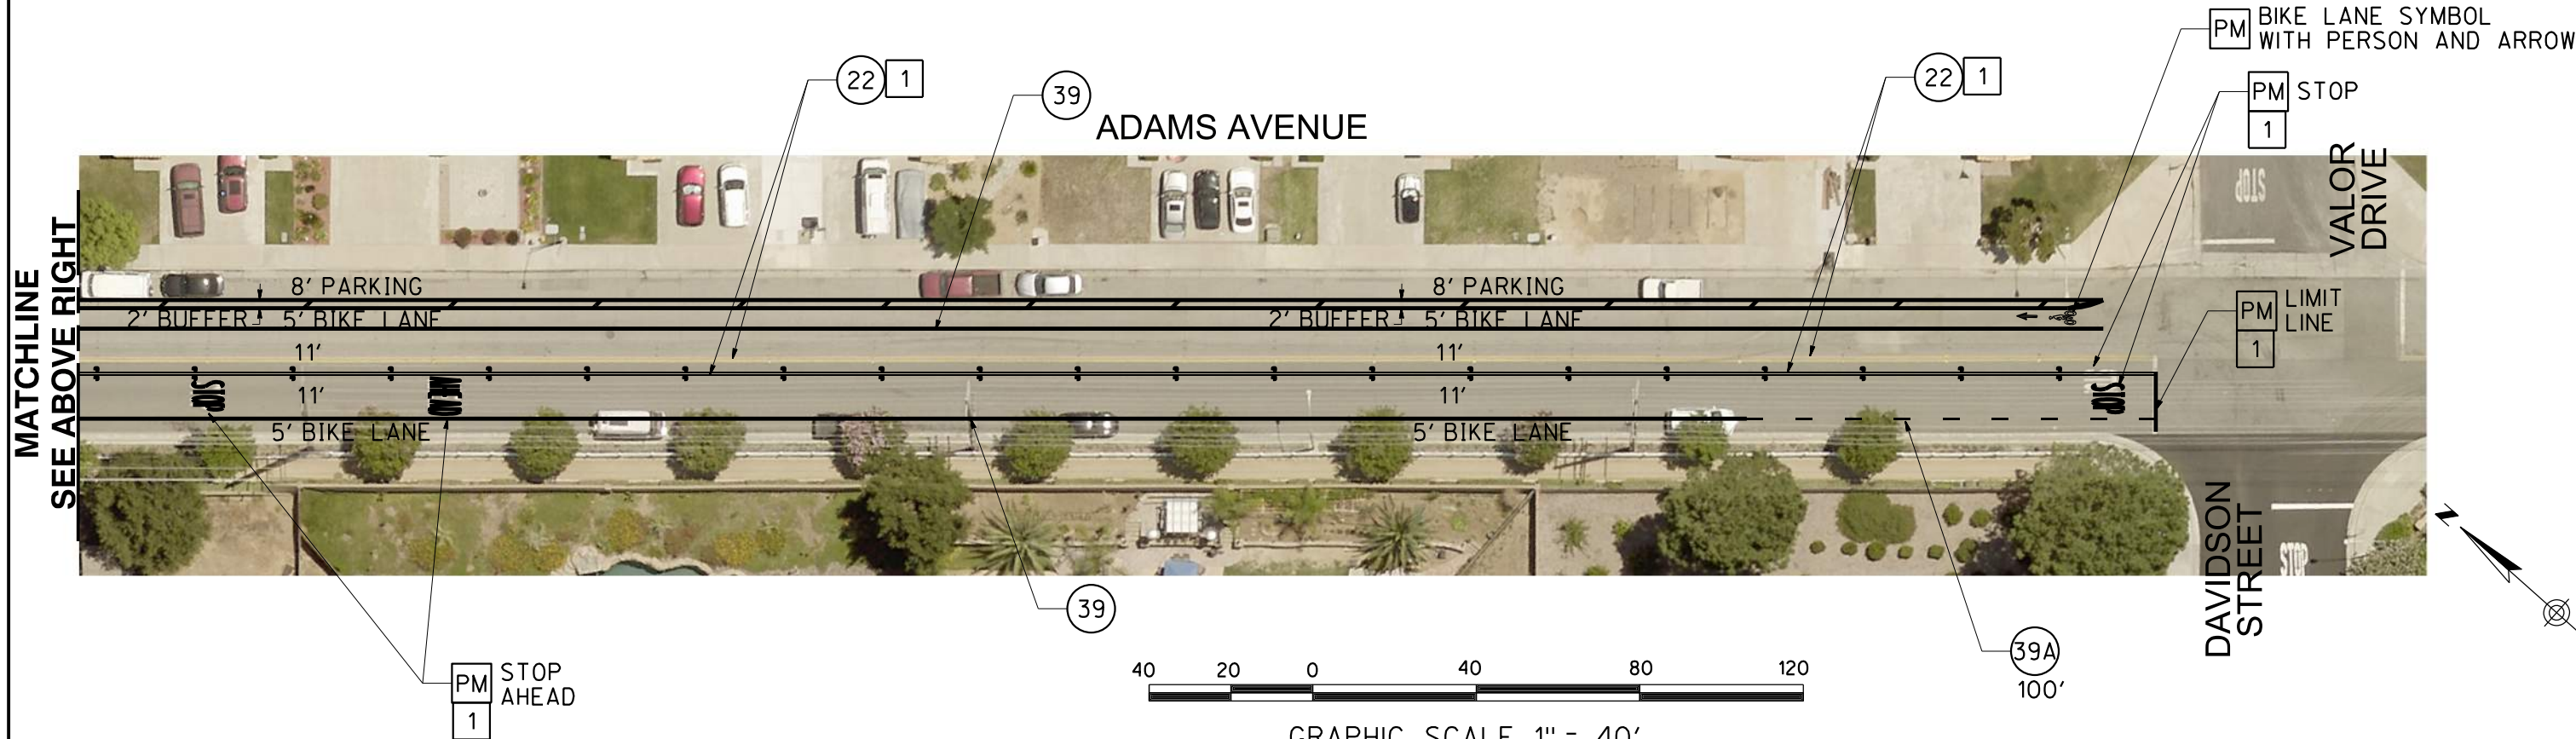 BIKE LANE SYMBOL
PM
WITH PERSON AND ARROW
22 1
39
22 1
PM STOP
1
ADAMS AVENUE
VALOR
DRIVE
STOP
MATCHLINE
SEE ABOVE RIGHT
8' PARKING
8' PARKING
2' BUFFER 5' BIKE LANE
2' BUFFER 5' BIKE LANE
PM LIMIT
LINE
1
11'
11'
STOP
AHEAD
11'
11'
STOP
5' BIKE LANE
5' BIKE LANE
DAVIDSON
STREET
STOP
N
39
39A
100'
PM STOP
AHEAD
1
40 20 0 40 80 120
GRAPHIC SCALE 1" = 40'